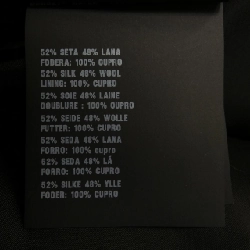 52% SETA 48% LANA
FODERA: 100% CUPRO
52% SILK 48% WOOL
LINING: 100% CUPRO
52% SOIE 48% LAINE
DOUBLURE : 100% CUPRO
52% SEIDE 48% WOLLE
FUTTER: 100% CUPRO
52% SEJA 48% LANA
FORRO: 100% cupro
52% SEDA 48% LÃ
FORRO: 100% CUPRO
52% SILKE 48% YLLE
FODER: 100% CUPRO